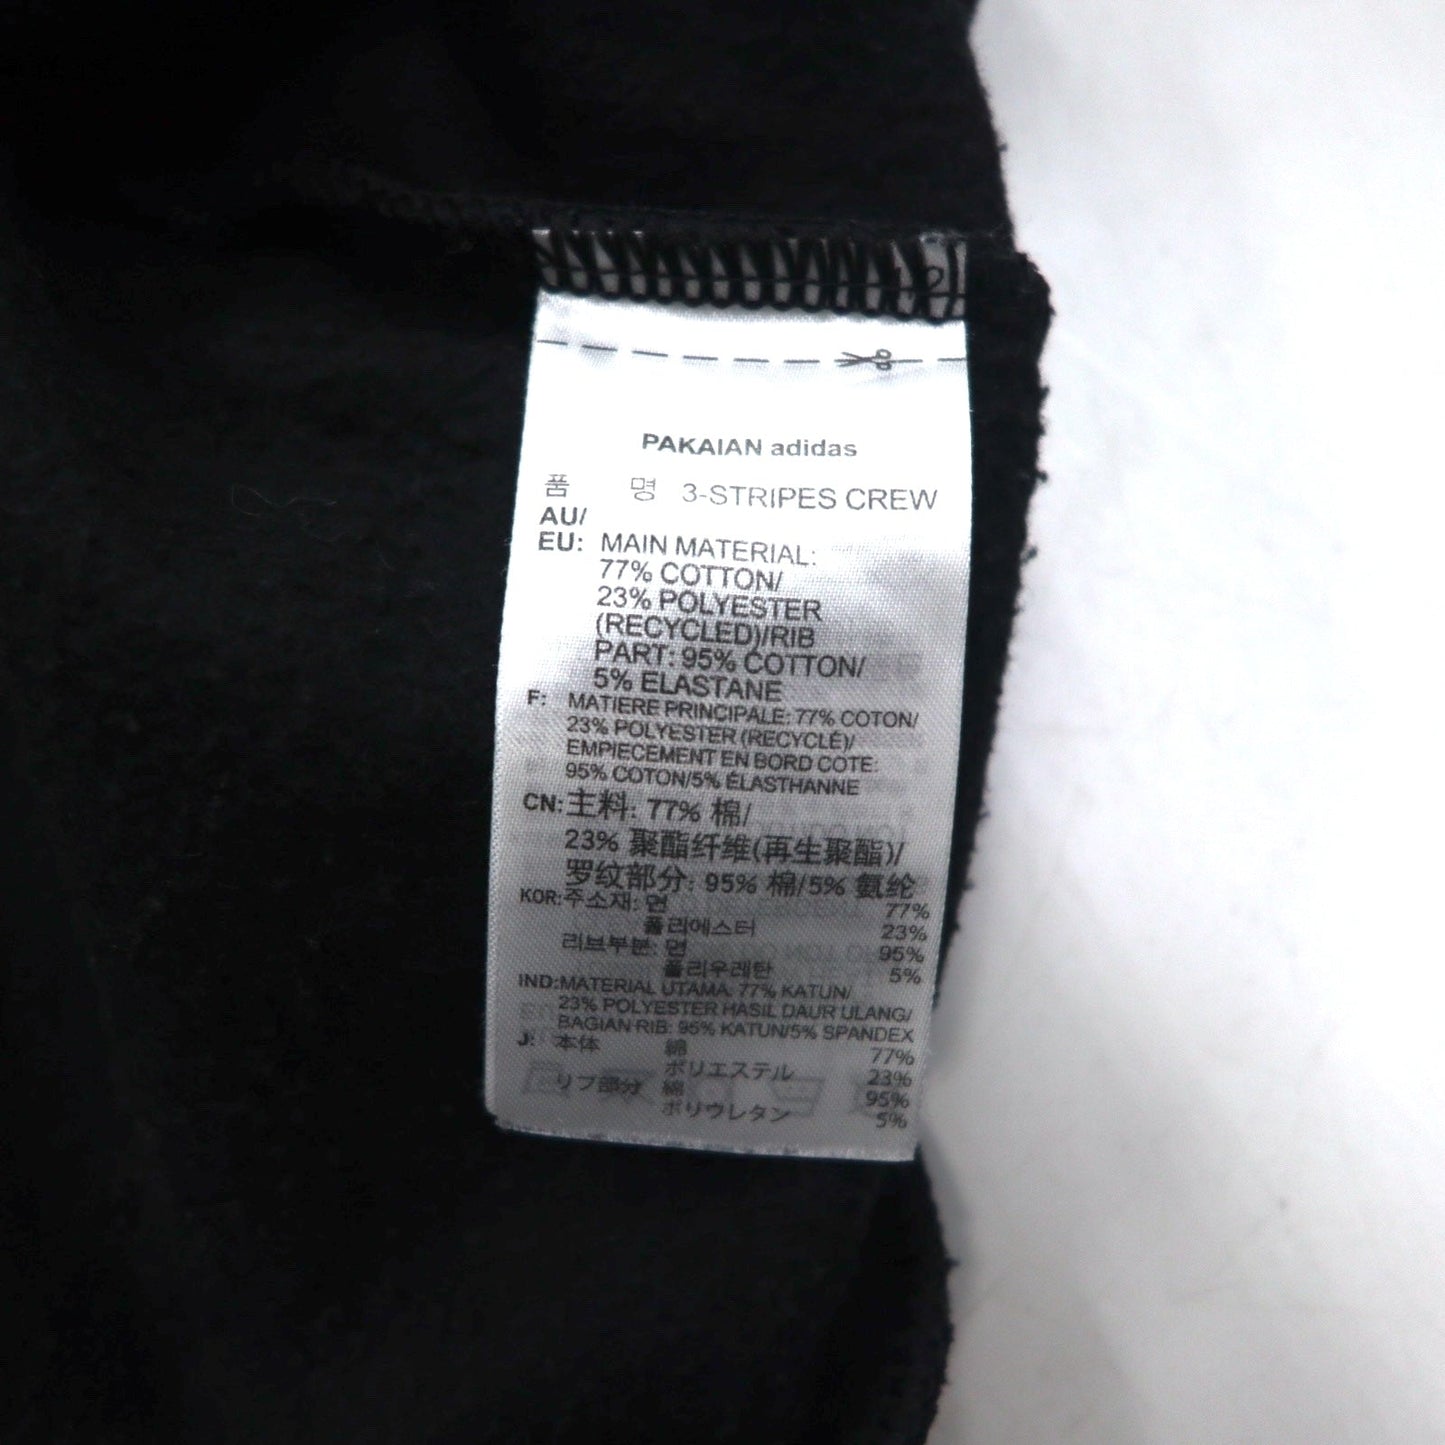 PAKAIAN adidas
품 명 3-STRIPES CREW
AU/
EU: MAIN MATERIAL:
77% COTTON/
23% POLYESTER
(RECYCLED)/RIB
PART: 95% COTTON/
5% ELASTANE
F: MATIERE PRINCIPALE: 77% COTON/
23% POLYESTER (RECYCLÉ)/
EMPIECEMENT EN BORD COTE:
95% COTON/5% ÉLASTHANNE
CN: 主料: 77% 棉/
23% 聚酯纤维(再生聚酯)/
罗纹部分: 95% 棉/5% 氨纶
KOR: 주소재: 면 77%
폴리에스터 23%
리브부분: 면 95%
폴리우레탄 5%
IND: MATERIAL UTAMA: 77% KATUN/
23% POLYESTER HASIL DAUR ULANG/
BAGIAN RIB: 95% KATUN/5% SPANDEX
J: 本体 綿 77%
ポリエステル 23%
リブ部分 綿 95%
ポリウレタン 5%